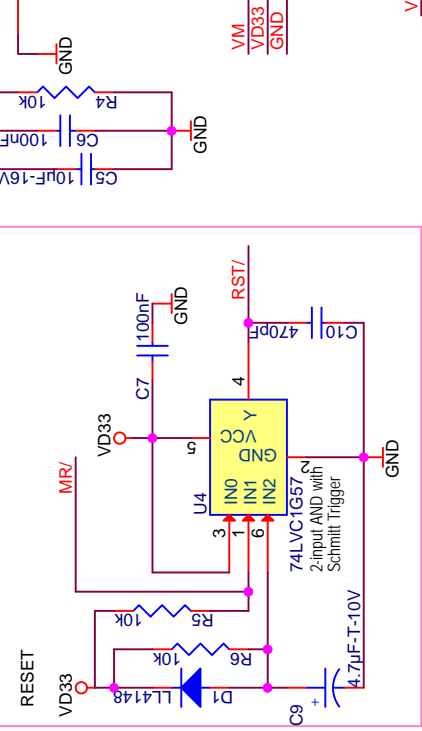 GND
10k
R4
100nF
C6
10µF-16V
C5
GND
VM
VD33
GND
V
RESET
VD33
MR/
VD33
C7
100nF
GND
RST/
470pF
C10
GND
U4
74LVC1G57
2-input AND with
Schmitt Trigger
IN0
IN1
IN2
VCC
GND
Y
3
1
6
5
2
4
10k
R5
10k
R6
LL4148
D1
C9
+
4.7µF-T-10V